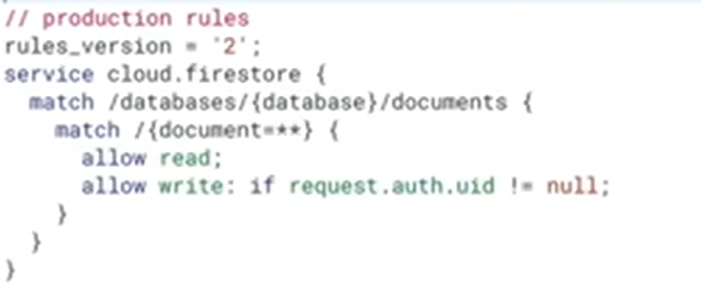 // production rules
rules_version = '2';
service cloud.firestore {
  match /databases/{database}/documents {
    match /{document=**} {
      allow read;
      allow write: if request.auth.uid != null;
    }
  }
}